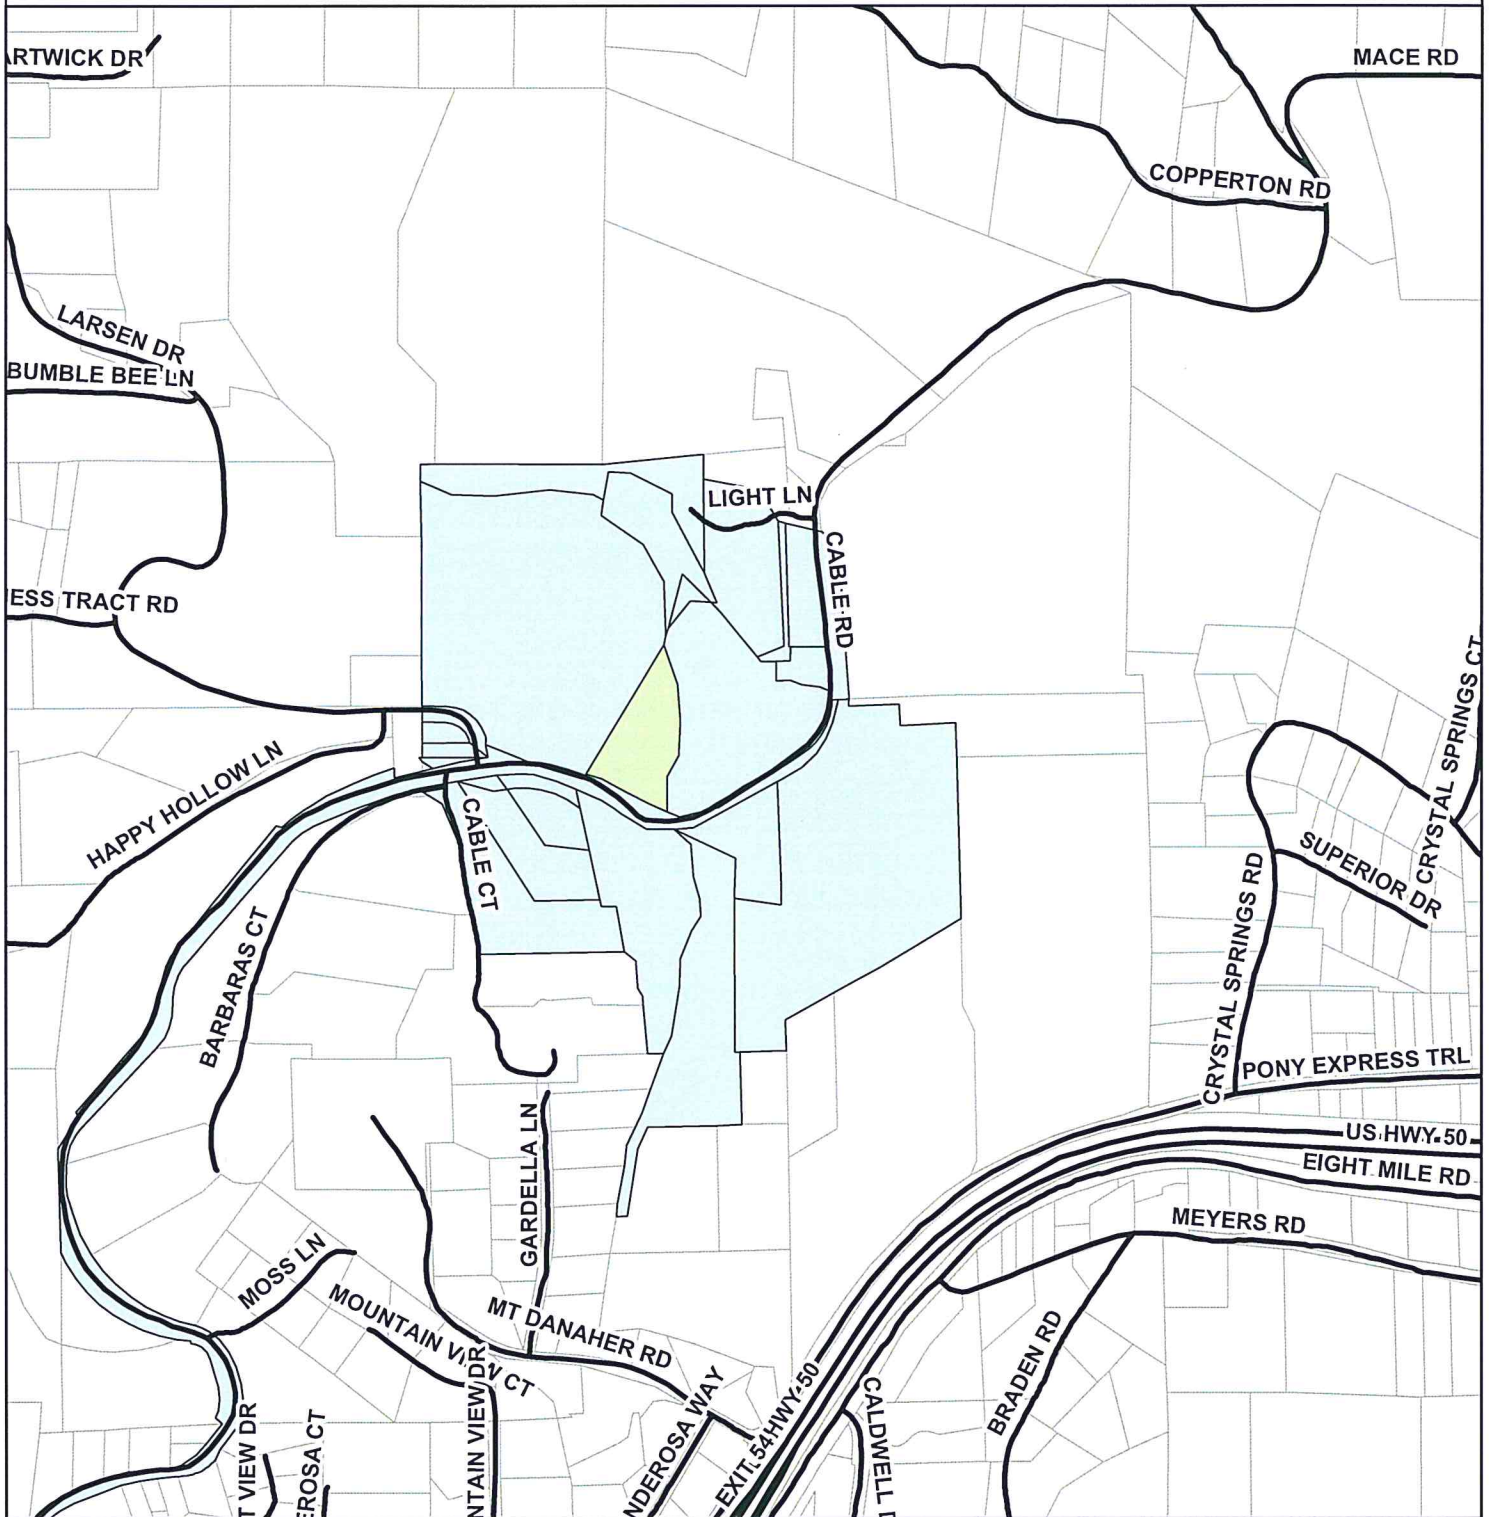 ARTWICK DR
MACE RD
COPPERTON RD
LARSEN DR
BUMBLE BEE LN
LIGHT LN
CABLE RD
ESS TRACT RD
CRYSTAL SPRINGS CT
HAPPY HOLLOW LN
CABLE CT
SUPERIOR DR
CRYSTAL SPRINGS RD
BARBARAS CT
PONY EXPRESS TRL
US HWY 50
EIGHT MILE RD
GARDELLA LN
MEYERS RD
MOSS LN
MOUNTAIN VIEW CT
MT DANAHER RD
BRADEN RD
EXIT 54
HWY 50
NDEROSA WAY
CALDWELL D
T VIEW DR
EROSA CT
NTAIN VIEW DR